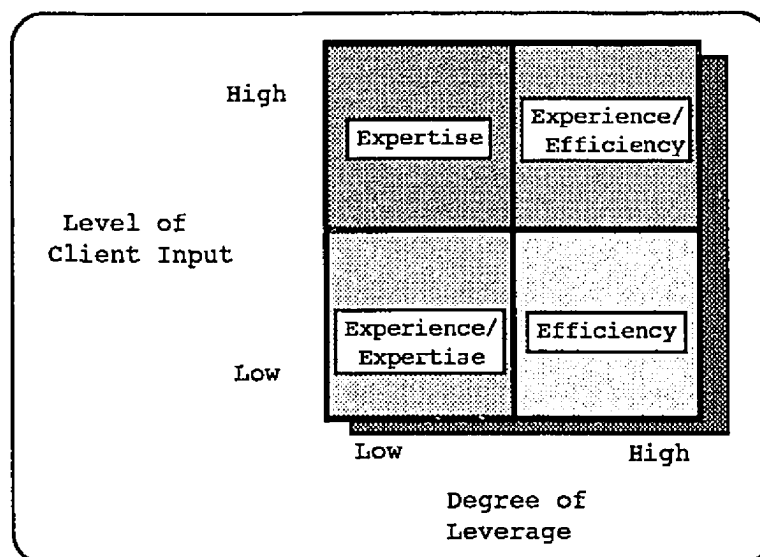 High
Expertise
Experience/
Efficiency
Level of
Client Input
Experience/
Expertise
Efficiency
Low
Low
High
Degree of
Leverage